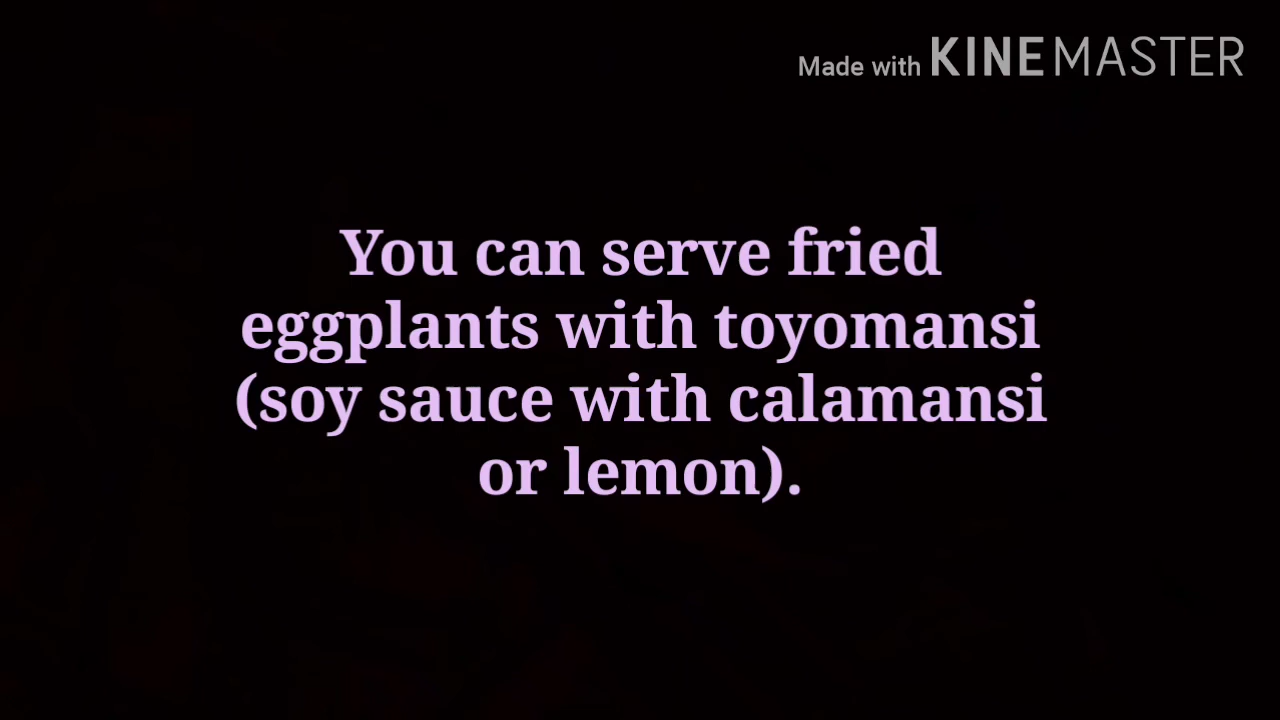 Made with KINEMASTER
You can serve fried
eggplants with toyomansi
(soy sauce with calamansi
or lemon).